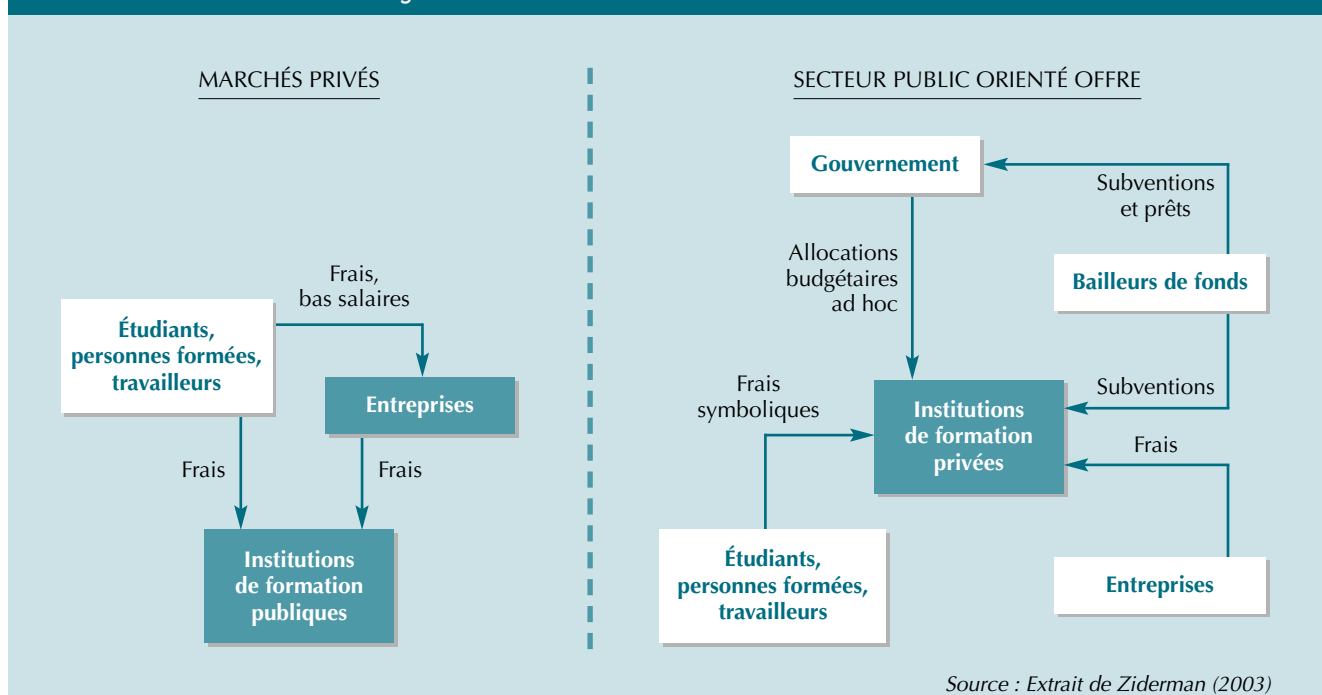 MARCHÉS PRIVÉS
Frais,
bas salaires
Étudiants,
personnes formées,
travailleurs
Entreprises
Frais
Frais
Institutions
de formation
publiques
SECTEUR PUBLIC ORIENTÉ OFFRE
Gouvernement
Subventions
et prêts
Allocations
budgétaires
ad hoc
Bailleurs de fonds
Frais
symboliques
Institutions
de formation
privées
Subventions
Frais
Étudiants,
personnes formées,
travailleurs
Entreprises
Source : Extrait de Ziderman (2003)